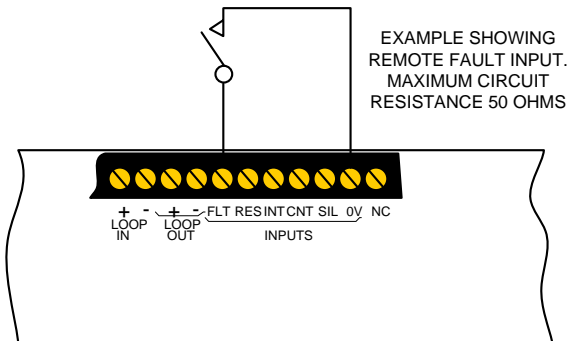 EXAMPLE SHOWING
REMOTE FAULT INPUT.
MAXIMUM CIRCUIT
RESISTANCE 50 OHMS
+ - + - FLT RES INT CNT SIL 0V NC
LOOP IN
LOOP OUT
INPUTS